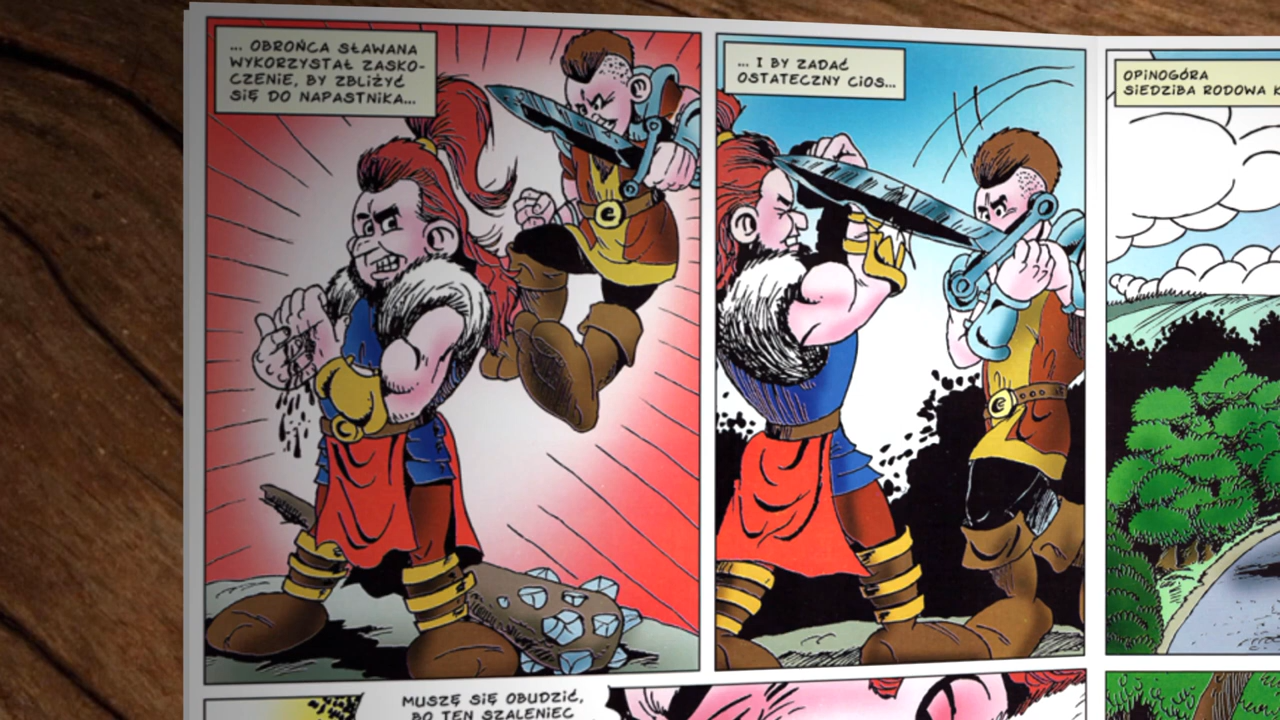 ... OBROŃCA SŁAWANA
WYKORZYSTAŁ ZASKO-
CZENIE, BY ZBLIŻYĆ
SIĘ DO NAPASTNIKA...
... I BY ZADAĆ
OSTATECZNY CIOS...
OPINOGÓRA
SIEDZIBA RODOWA K
MUSZĘ SIĘ OBUDZIĆ,
BO TEN SZALENIEC